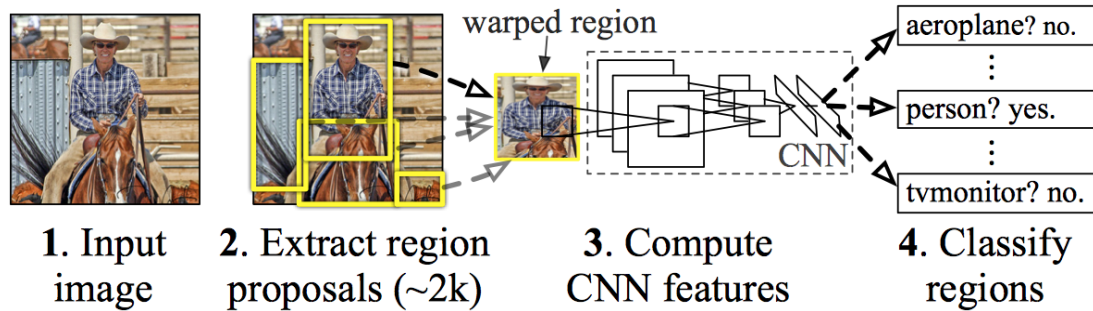 warped region
aeroplane? no.
⋮
person? yes.
CNN
⋮
tvmonitor? no.
1. Input image
2. Extract region proposals (~2k)
3. Compute CNN features
4. Classify regions